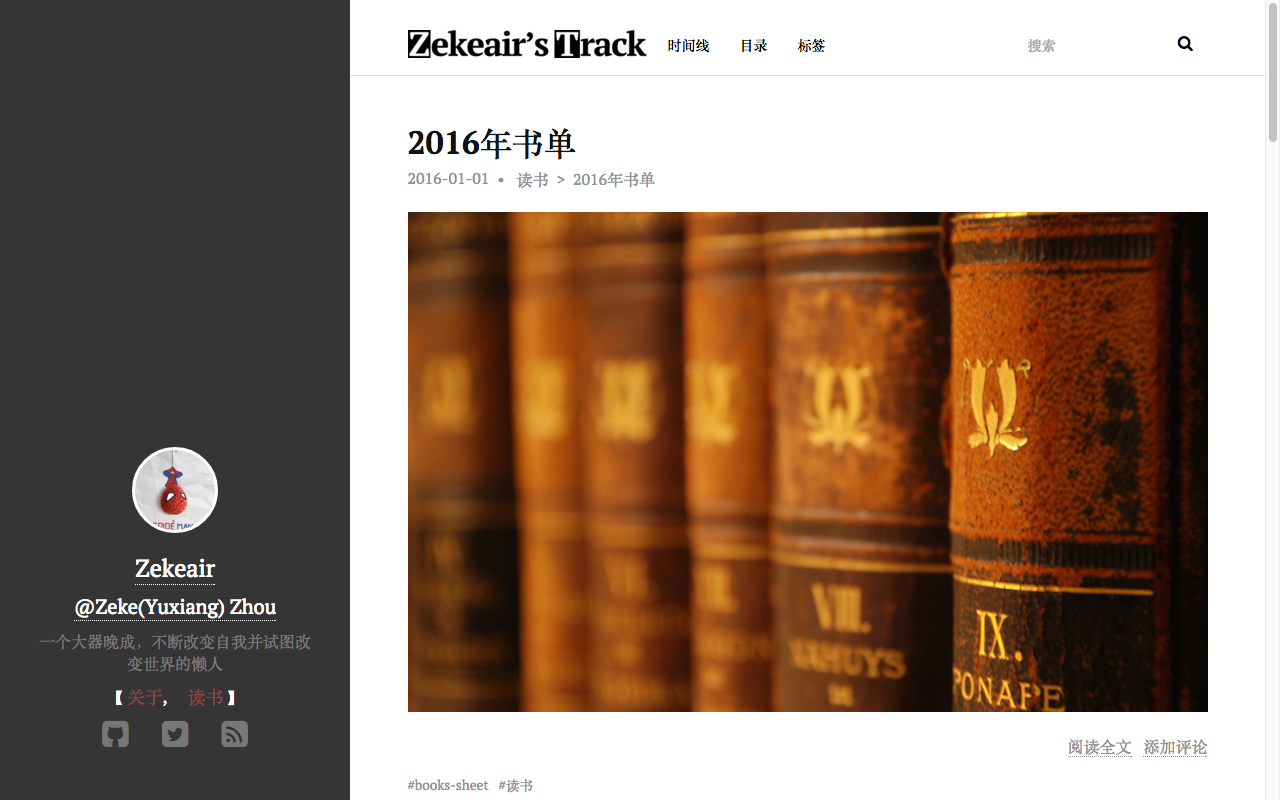 Zekeair's Track
时间线 目录 标签
搜索
2016年书单
2016-01-01 • 读书 > 2016年书单
VII.
IX.
PONAPE
阅读全文 添加评论
#books-sheet #读书
Zekeair
@Zeke(Yuxiang) Zhou
一个大器晚成，不断改变自我并试图改
变世界的懒人
【关于， 读书】